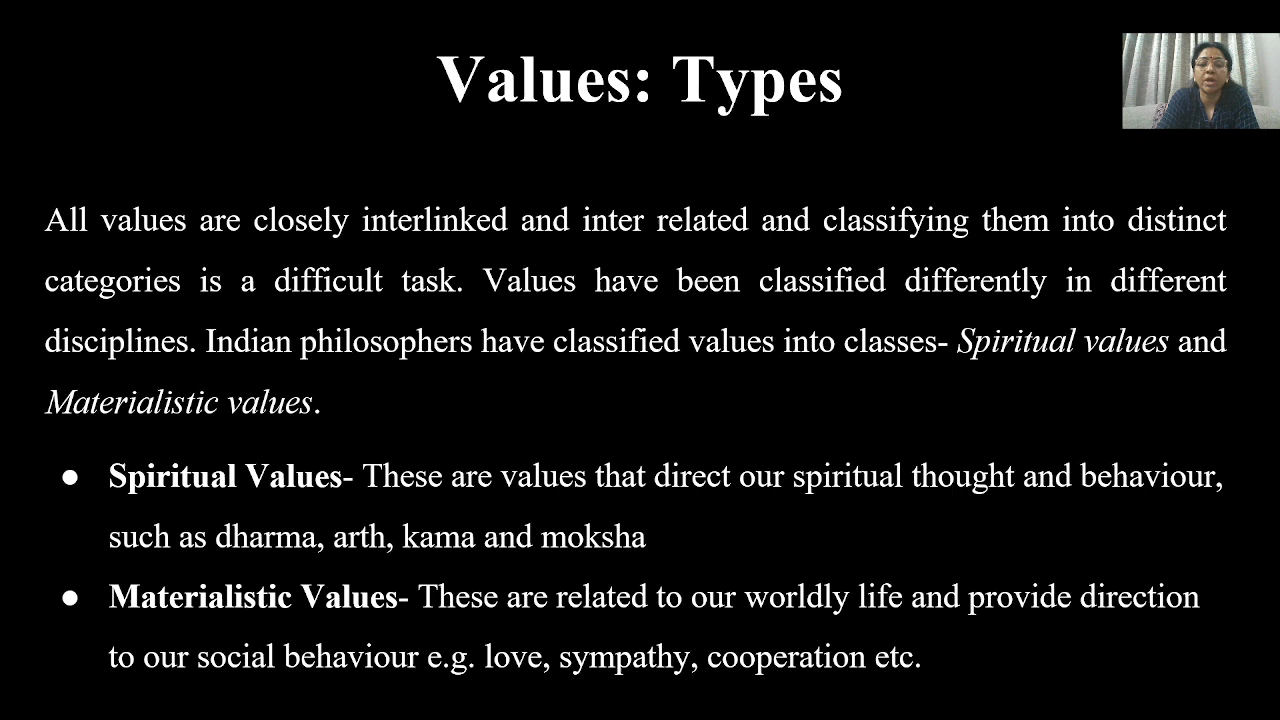 Values: Types
All values are closely interlinked and inter related and classifying them into distinct
categories is a difficult task. Values have been classified differently in different
disciplines. Indian philosophers have classified values into classes- Spiritual values and
Materialistic values.
● Spiritual Values- These are values that direct our spiritual thought and behaviour,
such as dharma, arth, kama and moksha
● Materialistic Values- These are related to our worldly life and provide direction
to our social behaviour e.g. love, sympathy, cooperation etc.